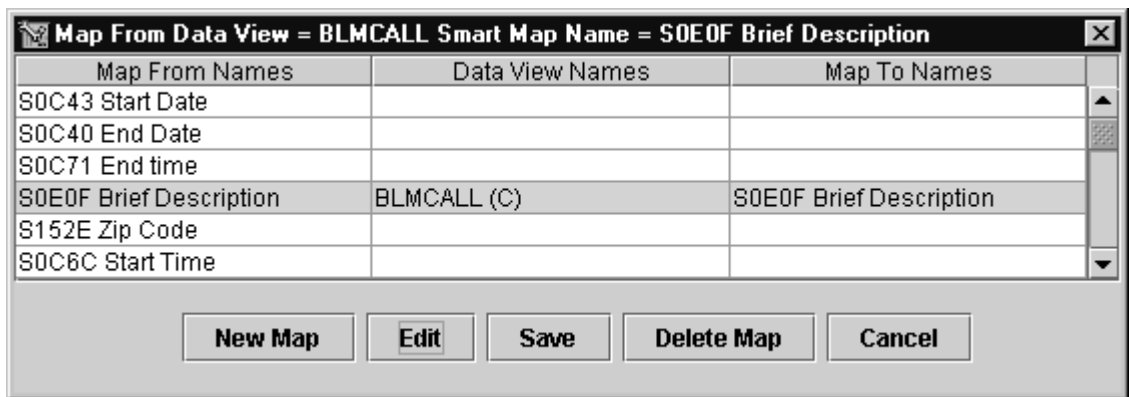 Map From Data View = BLMCALL Smart Map Name = S0E0F Brief Description
Map From Names Data View Names Map To Names
S0C43 Start Date
S0C40 End Date
S0C71 End time
S0E0F Brief Description BLMCALL (C) S0E0F Brief Description
S152E Zip Code
S0C6C Start Time
New Map Edit Save Delete Map Cancel